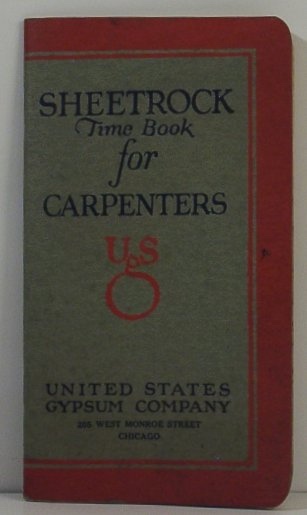 SHEETROCK
Time Book
for
CARPENTERS
USG
UNITED STATES
GYPSUM COMPANY
205 WEST MONROE STREET
CHICAGO